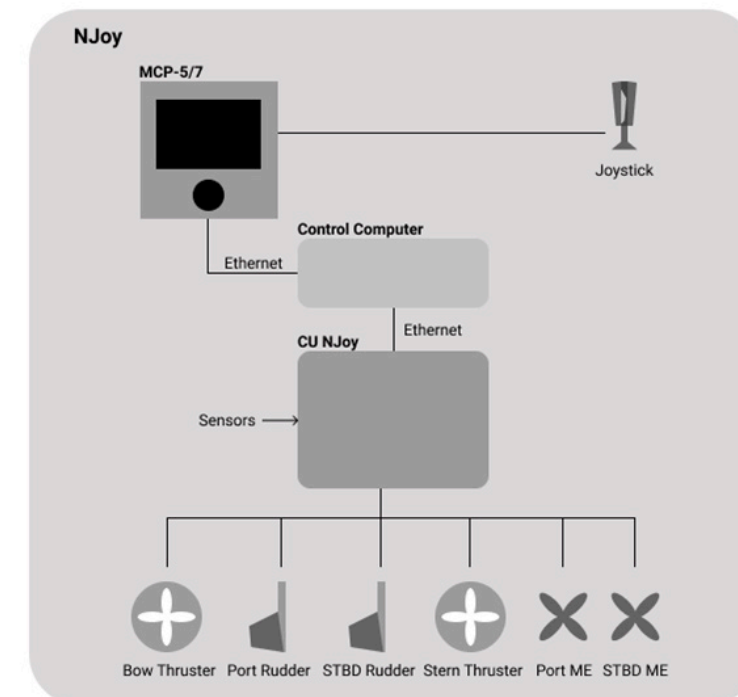 NJoy
MCP-5/7
Joystick
Control Computer
Ethernet
Ethernet
CU NJoy
Sensors
Bow Thruster Port Rudder STBD Rudder Stern Thruster Port ME STBD ME